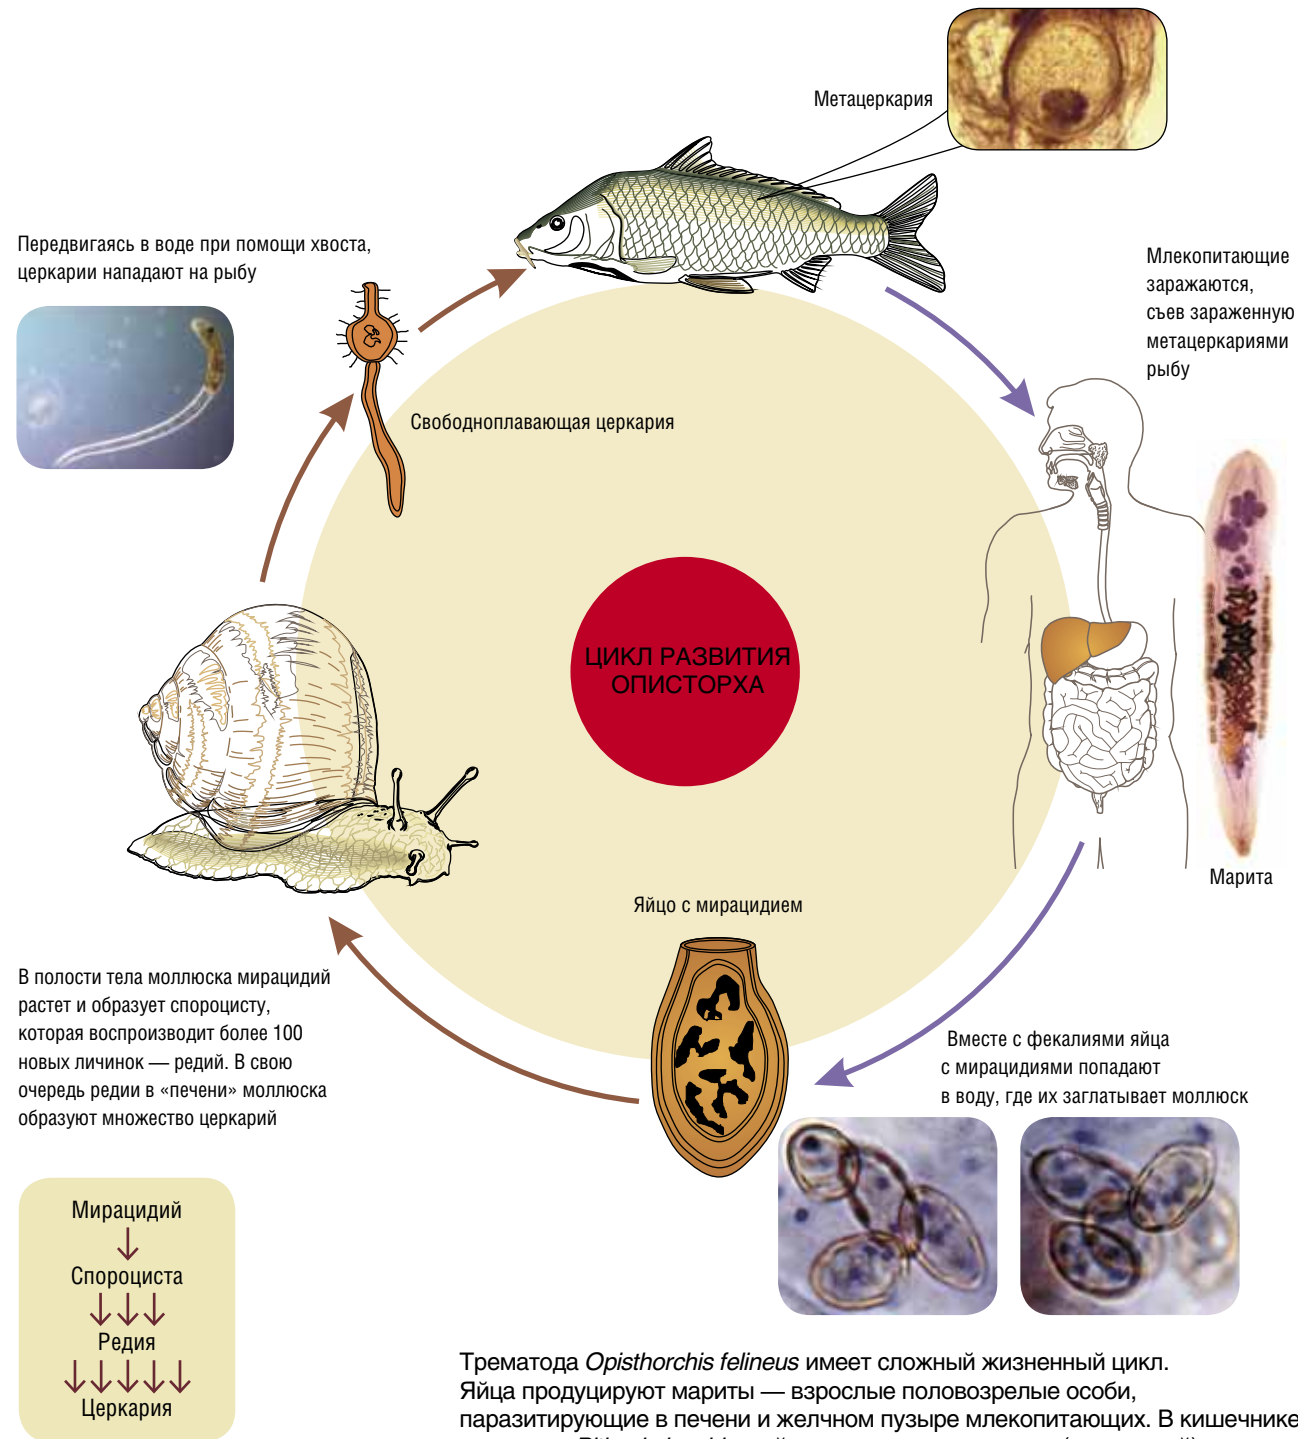 Метацеркария
Передвигаясь в воде при помощи хвоста,
церкарии нападают на рыбу
Млекопитающие
заражаются,
съев зараженную
метацеркариями
рыбу
Свободноплавающая церкария
ЦИКЛ РАЗВИТИЯ
ОПИСТОРХА
Марита
Яйцо с мирацидием
В полости тела моллюска мирацидий
растет и образует спороцисту,
которая воспроизводит более 100
новых личинок — редий. В свою
очередь редии в «печени» моллюска
образуют множество церкарий
Вместе с фекалиями яйца
с мирацидиями попадают
в воду, где их заглатывает моллюск
Мирацидий
Спороциста
Редия
Церкария
Трематода Opisthorchis felineus имеет сложный жизненный цикл.
Яйца продуцируют мариты — взрослые половозрелые особи,
паразитирующие в печени и желчном пузыре млекопитающих. В кишечнике